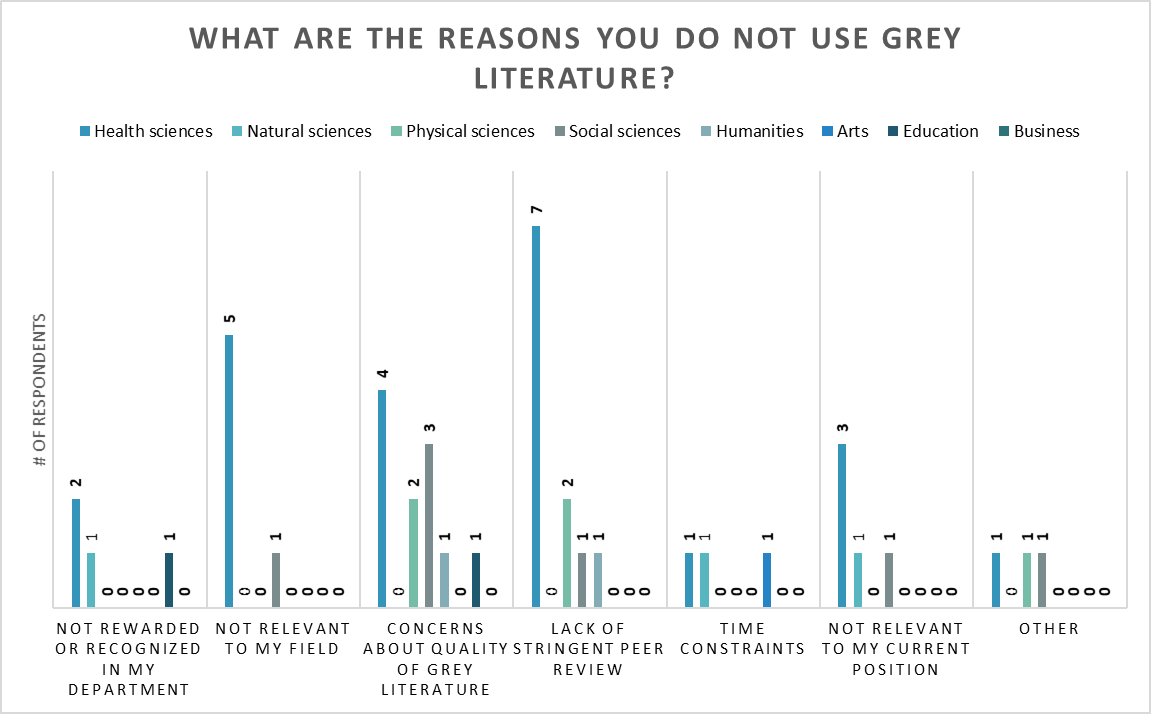 WHAT ARE THE REASONS YOU DO NOT USE GREY
LITERATURE?
Health sciences Natural sciences Physical sciences Social sciences Humanities Arts Education Business
# OF RESPONDENTS
2 1 0 0 0 0 1 0
5 0 0 1 0 0 0 0
4 0 2 3 1 0 1 0
7 0 2 1 1 0 0 0
1 1 0 0 0 1 0 0
3 1 0 1 0 0 0 0
1 0 1 1 0 0 0 0
NOT REWARDED
OR RECOGNIZED
IN MY
DEPARTMENT
NOT RELEVANT
TO MY FIELD
CONCERNS
ABOUT QUALITY
OF GREY
LITERATURE
LACK OF
STRINGENT PEER
REVIEW
TIME
CONSTRAINTS
NOT RELEVANT
TO MY CURRENT
POSITION
OTHER